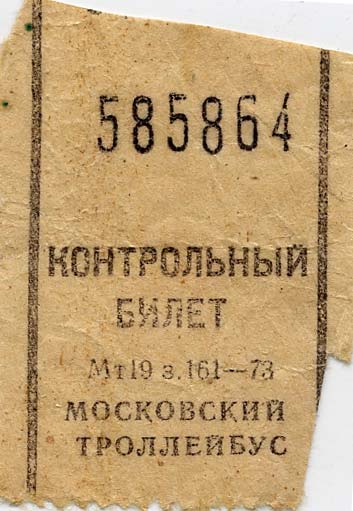 585864
КОНТРОЛЬНЫЙ
БИЛЕТ
Мт19 з.161—73
МОСКОВСКИЙ
ТРОЛЛЕЙБУС